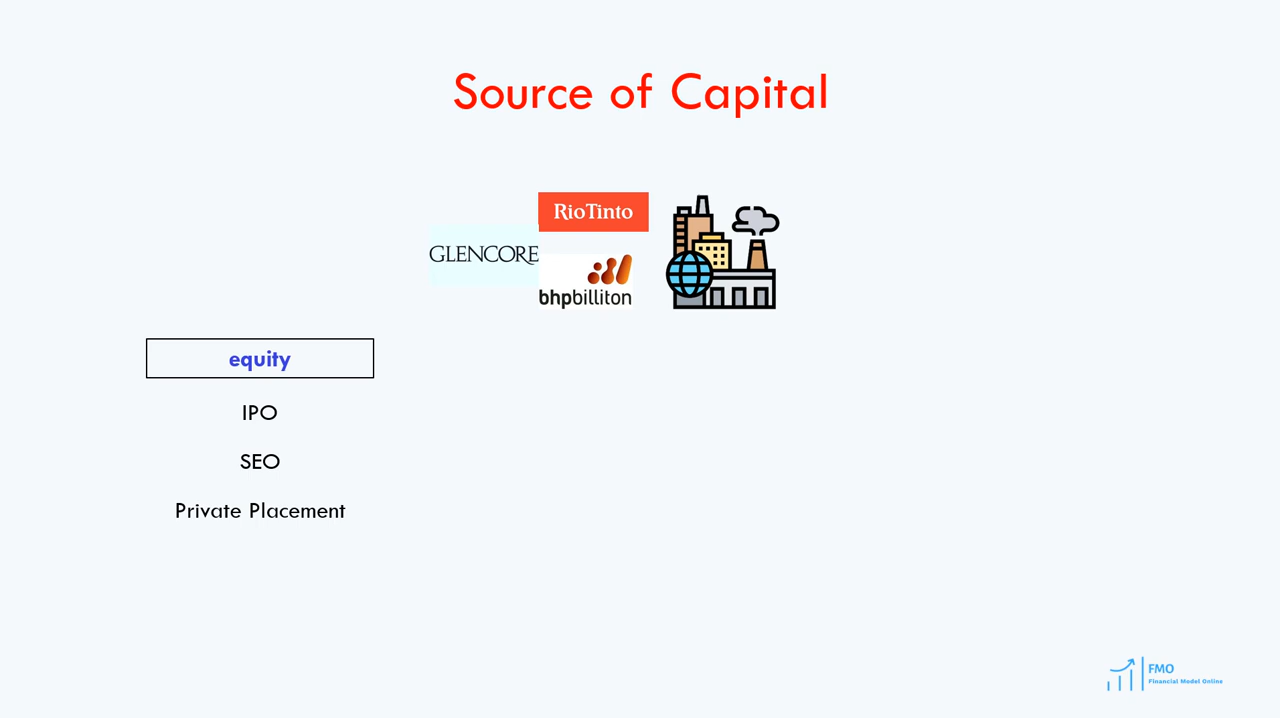 Source of Capital
RioTinto
GLENCORE
bhpbilliton
equity
IPO
SEO
Private Placement
FMO
Financial Model Online